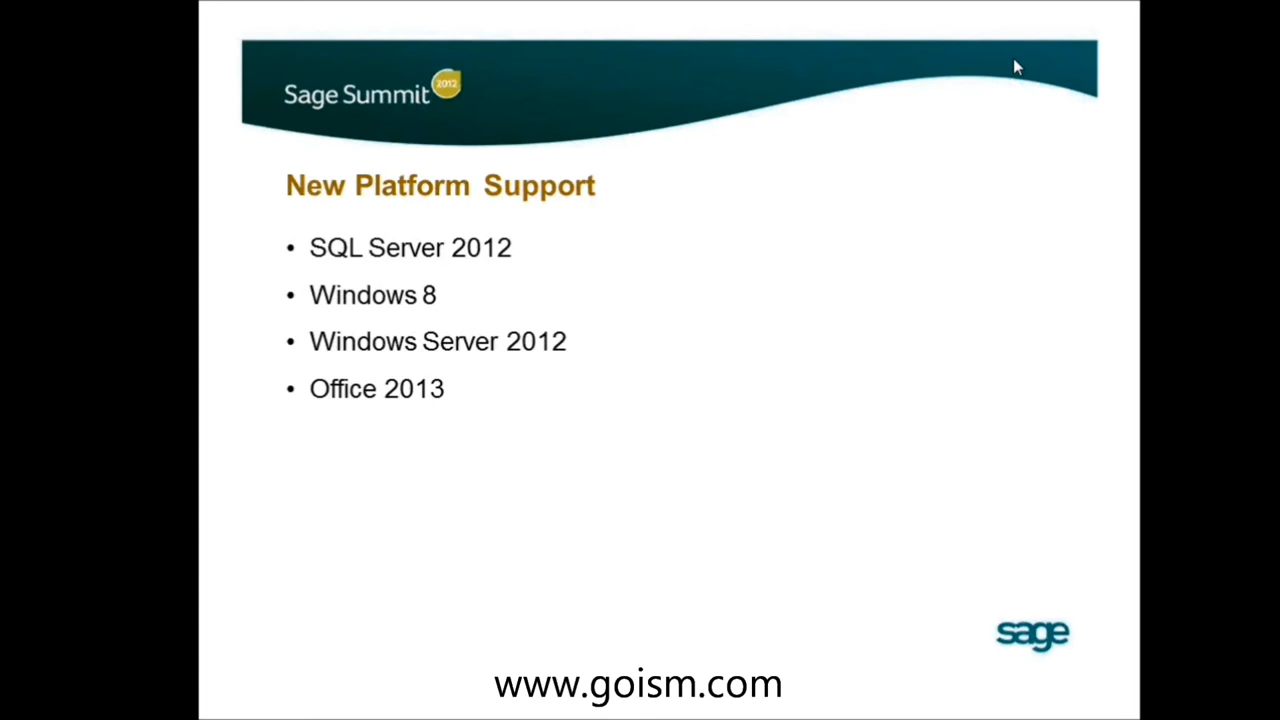 Sage Summit 2012
New Platform Support
• SQL Server 2012
• Windows 8
• Windows Server 2012
• Office 2013
sage
www.goism.com